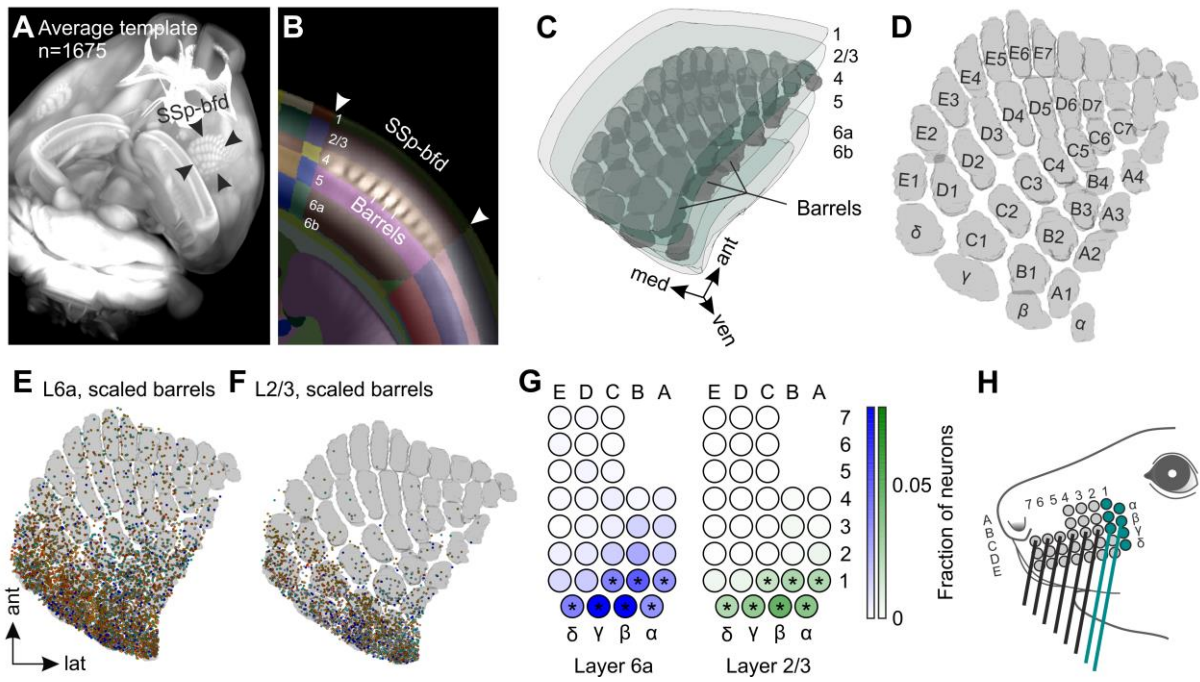 A Average template
n=1675
SSp-bfd
B
SSp-bfd
1
2/3
4
5
6a
6b
Barrels
C
1
2/3
4
5
6a
6b
Barrels
ant
med
ven
D
E5 E6 E7
E4
E3 D4 D5 D6 D7
E2 D3 C5 C6 C7
E1 D2 C4 B4 A4
D1 C3 B3 A3
δ C2 B2 A2
C1 B1 A1
γ β α
E L6a, scaled barrels
ant
lat
F L2/3, scaled barrels
G
E D C B A
E D C B A
7
6
5
4
3
2
1
* * *
* * *
* * * *
* * * *
δ γ β α
δ γ β α
Layer 6a
Layer 2/3
0.05
0
Fraction of neurons
H
7 6 5 4 3 2 1
A
B
C
D
E
α
β
γ
δ